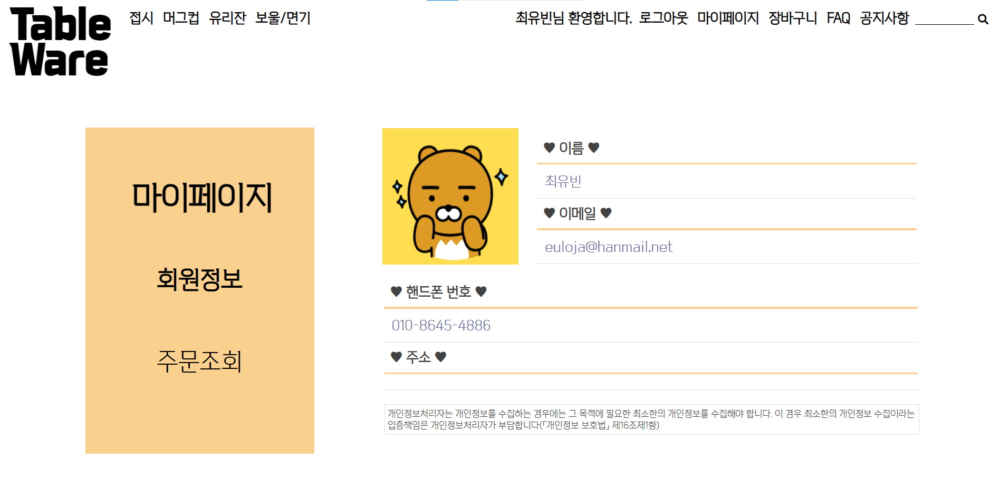 Table
Ware
접시 머그컵 유리잔 보울/면기
최유빈님 환영합니다. 로그아웃 마이페이지 장바구니 FAQ 공지사항
마이페이지
회원정보
주문조회
♥ 이름 ♥
최유빈
♥ 이메일 ♥
euloja@hanmail.net
♥ 핸드폰 번호 ♥
010-8645-4886
♥ 주소 ♥
개인정보처리자는 개인정보를 수집하는 경우에는 그 목적에 필요한 최소한의 개인정보를 수집해야 합니다. 이 경우 최소한의 개인정보 수집이라는
입증책임은 개인정보처리자가 부담합니다(「개인정보 보호법」 제16조제1항)